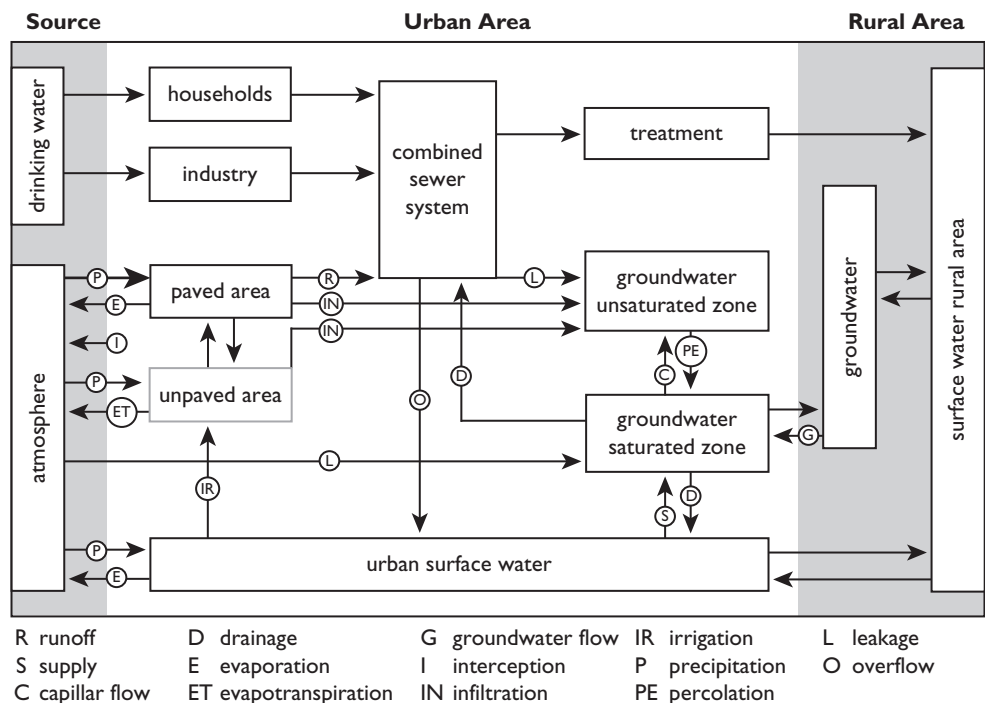 Source
Urban Area
Rural Area
drinking water
households
industry
combined
sewer
system
treatment
atmosphere
P
E
I
P
ET
P
E
paved area
unpaved area
R
IN
IN
L
groundwater
unsaturated zone
PE
C
D
O
groundwater
saturated zone
G
L
IR
S
D
urban surface water
groundwater
surface water rural area
R runoff
D drainage
G groundwater flow
IR irrigation
L leakage
S supply
E evaporation
I interception
P precipitation
O overflow
C capillar flow
ET evapotranspiration
IN infiltration
PE percolation